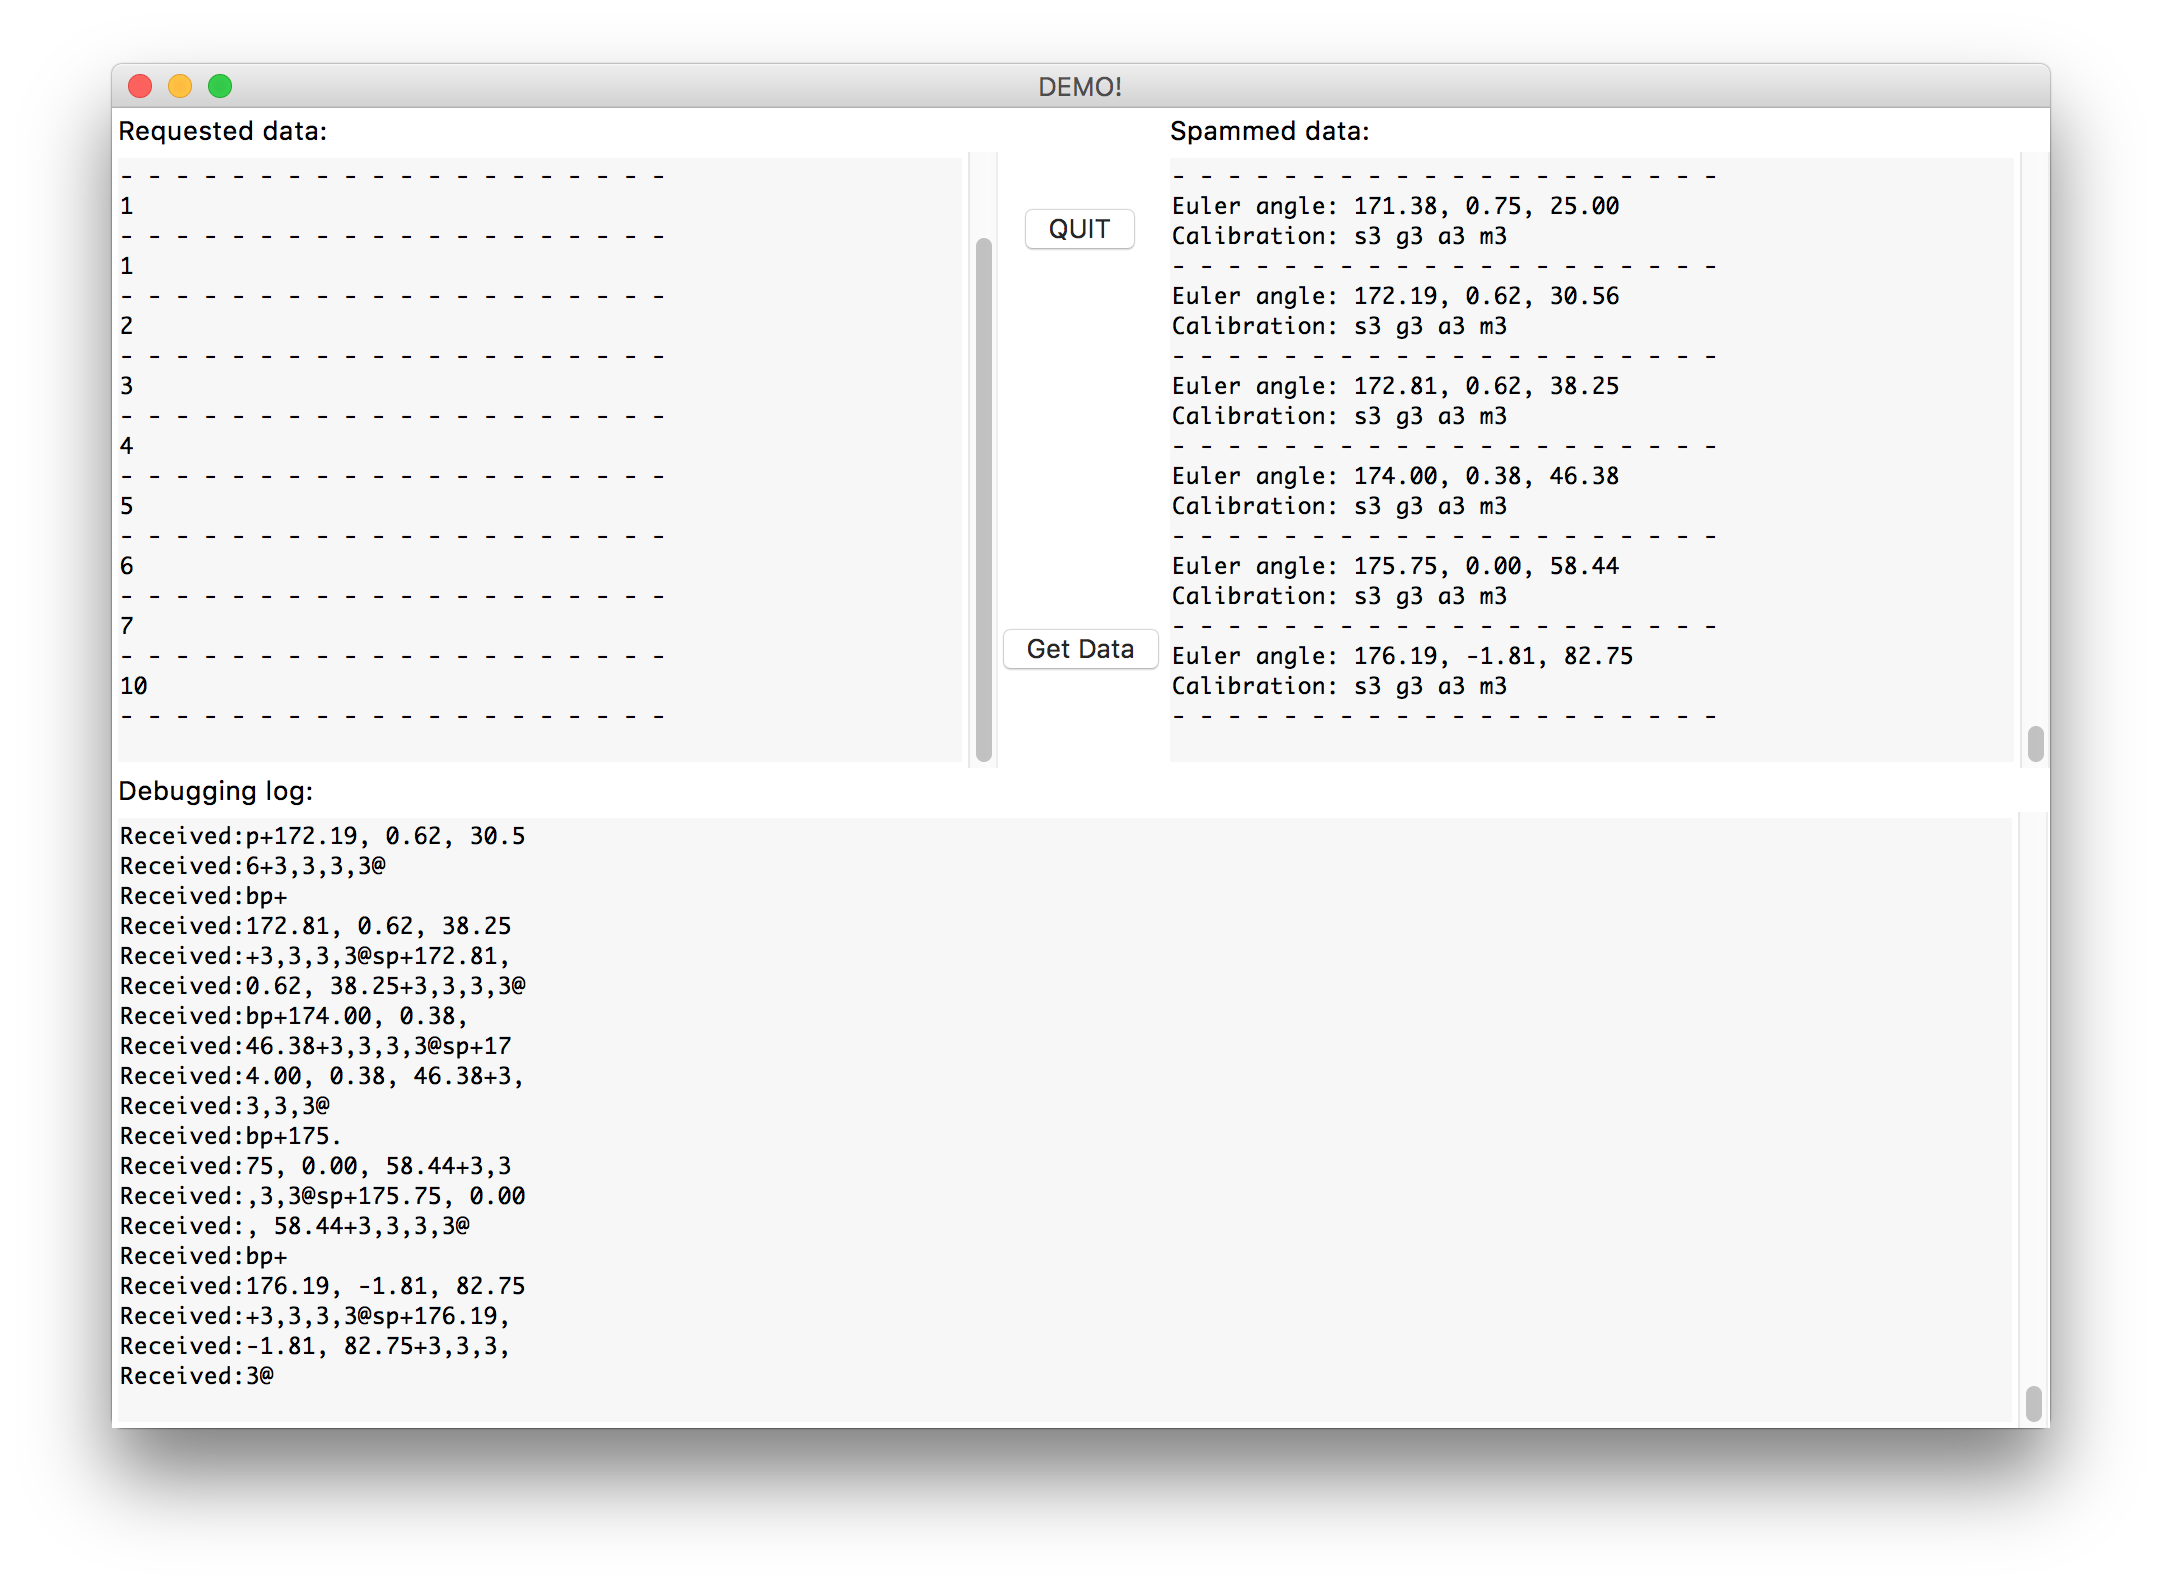 DEMO!
Requested data:
- - - - - - - - - - - - - - - - - - - -
1
- - - - - - - - - - - - - - - - - - - -
1
- - - - - - - - - - - - - - - - - - - -
2
- - - - - - - - - - - - - - - - - - - -
3
- - - - - - - - - - - - - - - - - - - -
4
- - - - - - - - - - - - - - - - - - - -
5
- - - - - - - - - - - - - - - - - - - -
6
- - - - - - - - - - - - - - - - - - - -
7
- - - - - - - - - - - - - - - - - - - -
10
- - - - - - - - - - - - - - - - - - - -
QUIT
Get Data
Spammed data:
- - - - - - - - - - - - - - - - - - - -
Euler angle: 171.38, 0.75, 25.00
Calibration: s3 g3 a3 m3
- - - - - - - - - - - - - - - - - - - -
Euler angle: 172.19, 0.62, 30.56
Calibration: s3 g3 a3 m3
- - - - - - - - - - - - - - - - - - - -
Euler angle: 172.81, 0.62, 38.25
Calibration: s3 g3 a3 m3
- - - - - - - - - - - - - - - - - - - -
Euler angle: 174.00, 0.38, 46.38
Calibration: s3 g3 a3 m3
- - - - - - - - - - - - - - - - - - - -
Euler angle: 175.75, 0.00, 58.44
Calibration: s3 g3 a3 m3
- - - - - - - - - - - - - - - - - - - -
Euler angle: 176.19, -1.81, 82.75
Calibration: s3 g3 a3 m3
- - - - - - - - - - - - - - - - - - - -
Debugging log:
Received:p+172.19, 0.62, 30.5
Received:6+3,3,3,3@
Received:bp+
Received:172.81, 0.62, 38.25
Received:+3,3,3,3@sp+172.81,
Received:0.62, 38.25+3,3,3,3@
Received:bp+174.00, 0.38,
Received:46.38+3,3,3,3@sp+17
Received:4.00, 0.38, 46.38+3,
Received:3,3,3@
Received:bp+175.
Received:75, 0.00, 58.44+3,3
Received:,3,3@sp+175.75, 0.00
Received:, 58.44+3,3,3,3@
Received:bp+
Received:176.19, -1.81, 82.75
Received:+3,3,3,3@sp+176.19,
Received:-1.81, 82.75+3,3,3,
Received:3@